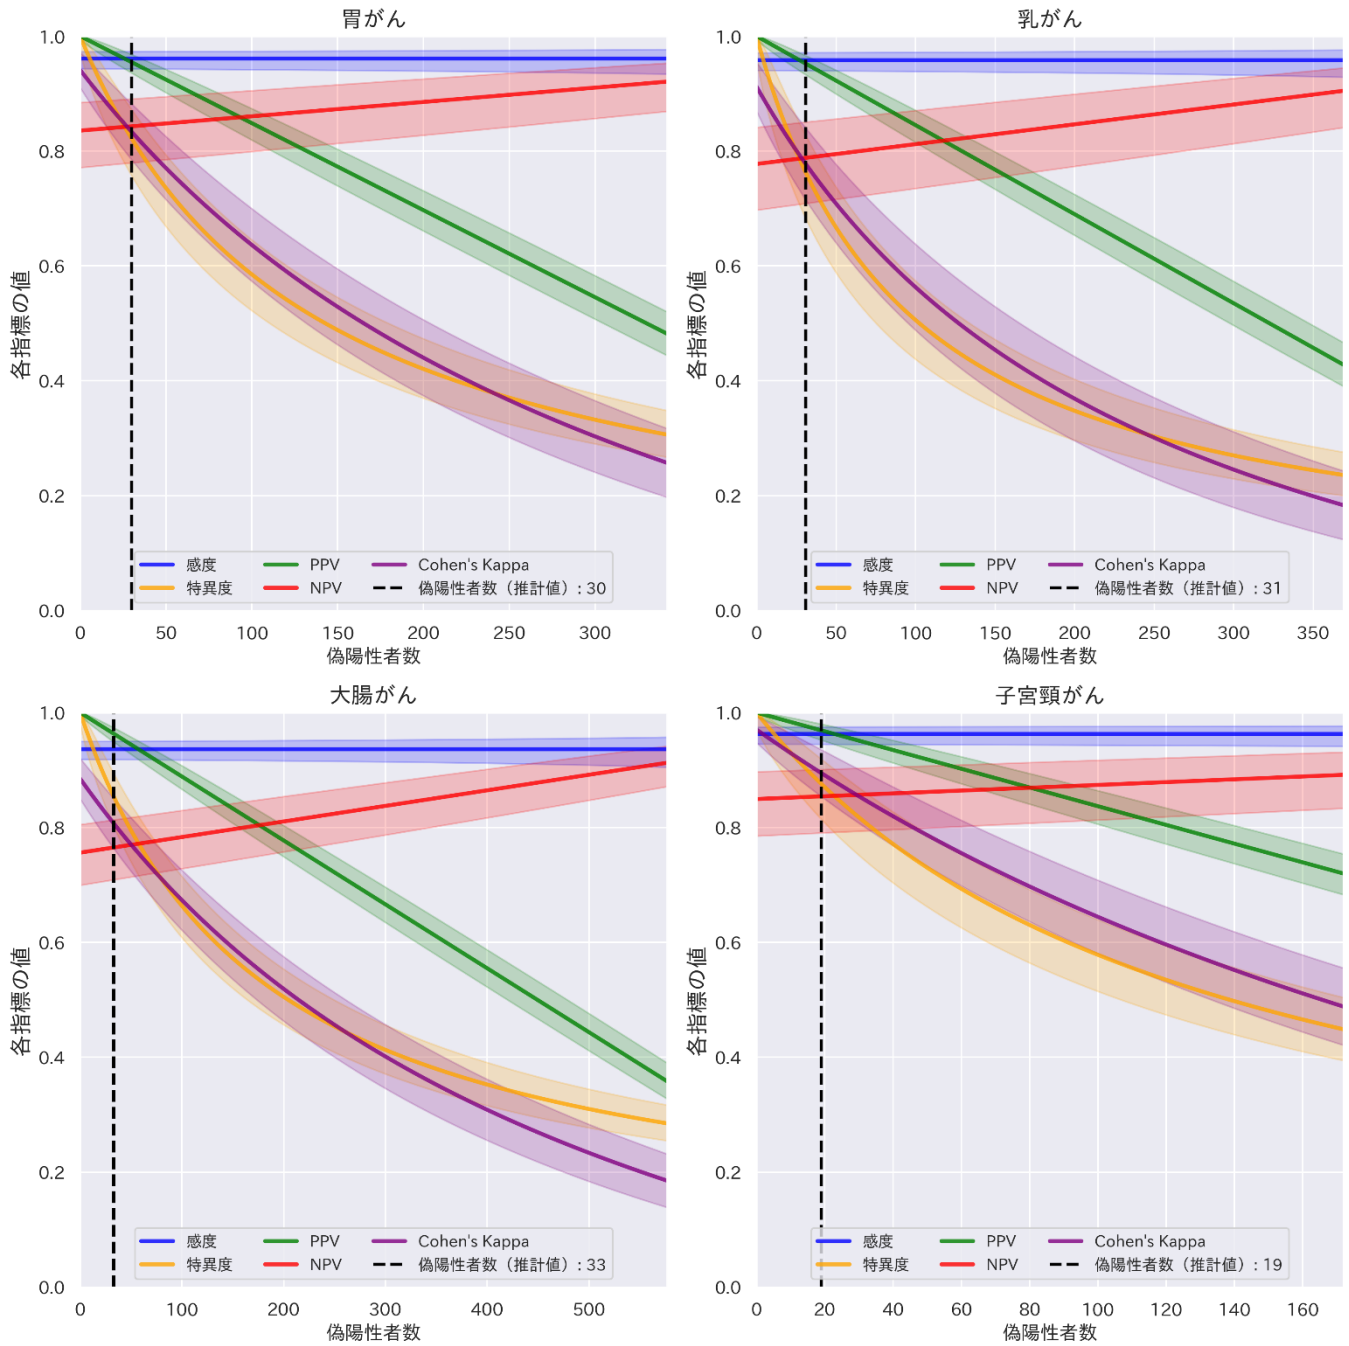 胃がん
各指標の値
1.0
0.8
0.6
0.4
0.2
0.0
感度 PPV Cohen's Kappa
特異度 NPV 偽陽性者数（推計値）: 30
0 50 100 150 200 250 300
偽陽性者数
乳がん
各指標の値
1.0
0.8
0.6
0.4
0.2
0.0
感度 PPV Cohen's Kappa
特異度 NPV 偽陽性者数（推計値）: 31
0 50 100 150 200 250 300 350
偽陽性者数
大腸がん
各指標の値
1.0
0.8
0.6
0.4
0.2
0.0
感度 PPV Cohen's Kappa
特異度 NPV 偽陽性者数（推計値）: 33
0 100 200 300 400 500
偽陽性者数
子宮頸がん
各指標の値
1.0
0.8
0.6
0.4
0.2
0.0
感度 PPV Cohen's Kappa
特異度 NPV 偽陽性者数（推計値）: 19
0 20 40 60 80 100 120 140 160
偽陽性者数